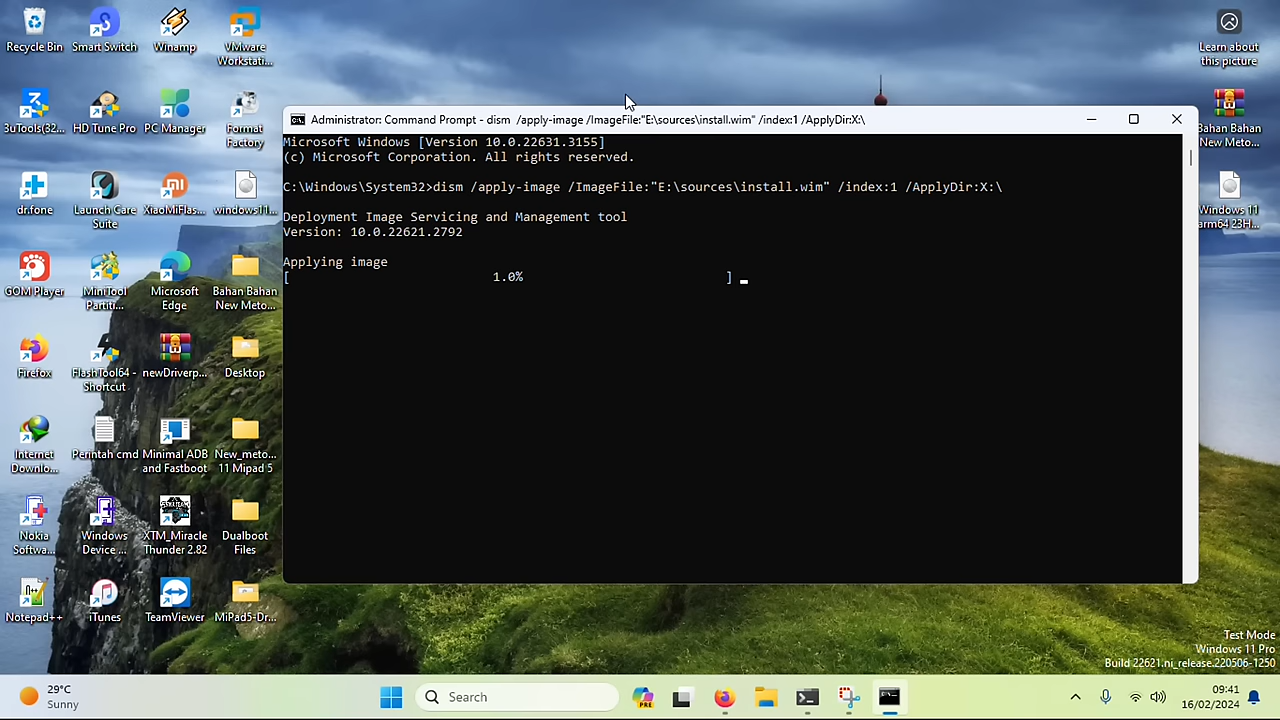 Recycle Bin
Smart Switch
Winamp
VMware
Workstati...
Learn about
this picture
3uTools(32...
HD Tune Pro
PC Manager
Format
Factory
Bahan Bahan
New Meto...
Administrator: Command Prompt - dism  /apply-image /ImageFile:"E:\sources\install.wim" /index:1 /ApplyDir:X:\
Microsoft Windows [Version 10.0.22631.3155]
(c) Microsoft Corporation. All rights reserved.
C:\Windows\System32>dism /apply-image /ImageFile:"E:\sources\install.wim" /index:1 /ApplyDir:X:\
Deployment Image Servicing and Management tool
Version: 10.0.22621.2792
Applying image
[                           1.0%                           ]
dr.fone
Launch Care
Suite
XiaoMiFlas...
windows11...
Windows 11
arm64 23H...
GOM Player
MiniTool
Partiti...
Microsoft
Edge
Bahan Bahan
New Meto...
Firefox
FlashTool64 -
Shortcut
newDriverp...
Desktop
Internet
Downlo...
Perintah cmd
Minimal ADB
and Fastboot
New_meto...
11 Mipad 5
Nokia
Softwa...
Windows
Device ...
XTM_Miracle
Thunder 2.82
Dualboot
Files
Notepad++
iTunes
TeamViewer
MiPad5-Dr...
Test Mode
Windows 11 Pro
Build 22621.ni_release.220506-1250
29°C
Sunny
Search
PRE
09:41
16/02/2024